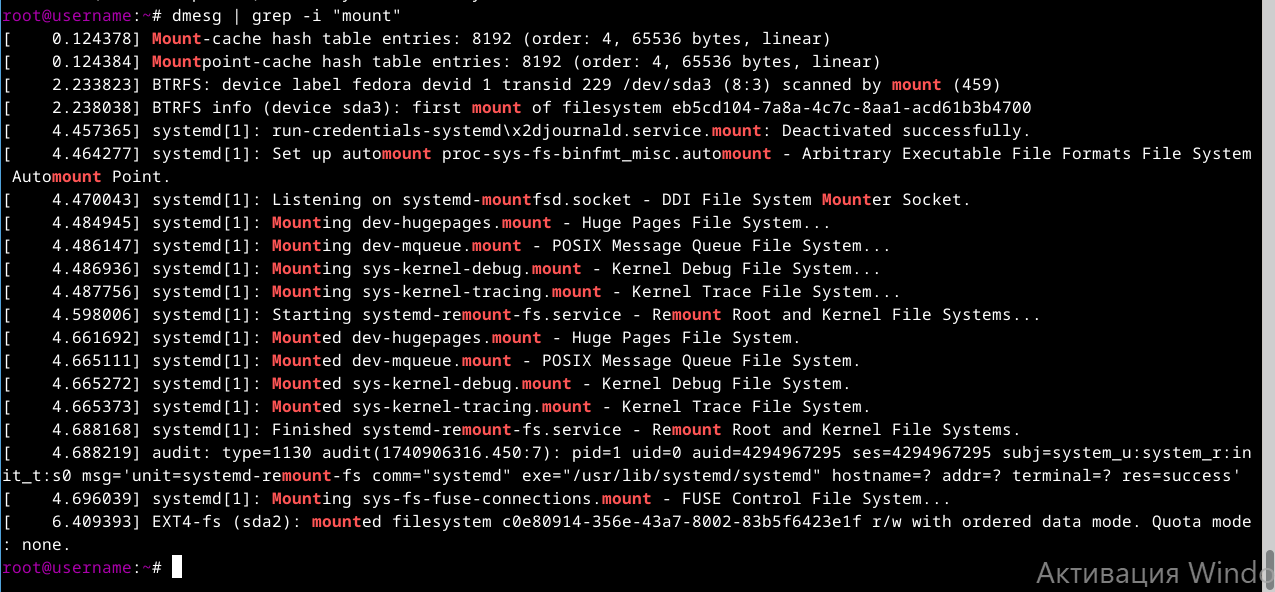 root@username:~# dmesg | grep -i "mount"
[    0.124378] Mount-cache hash table entries: 8192 (order: 4, 65536 bytes, linear)
[    0.124384] Mountpoint-cache hash table entries: 8192 (order: 4, 65536 bytes, linear)
[    2.233823] BTRFS: device label fedora devid 1 transid 229 /dev/sda3 (8:3) scanned by mount (459)
[    2.238038] BTRFS info (device sda3): first mount of filesystem eb5cd104-7a8a-4c7c-8aa1-acd61b3b4700
[    4.457365] systemd[1]: run-credentials-systemd\x2djournald.service.mount: Deactivated successfully.
[    4.464277] systemd[1]: Set up automount proc-sys-fs-binfmt_misc.automount - Arbitrary Executable File Formats File System
 Automount Point.
[    4.470043] systemd[1]: Listening on systemd-mountfsd.socket - DDI File System Mounter Socket.
[    4.484945] systemd[1]: Mounting dev-hugepages.mount - Huge Pages File System...
[    4.486147] systemd[1]: Mounting dev-mqueue.mount - POSIX Message Queue File System...
[    4.486936] systemd[1]: Mounting sys-kernel-debug.mount - Kernel Debug File System...
[    4.487756] systemd[1]: Mounting sys-kernel-tracing.mount - Kernel Trace File System...
[    4.598006] systemd[1]: Starting systemd-remount-fs.service - Remount Root and Kernel File Systems...
[    4.661692] systemd[1]: Mounted dev-hugepages.mount - Huge Pages File System.
[    4.665111] systemd[1]: Mounted dev-mqueue.mount - POSIX Message Queue File System.
[    4.665272] systemd[1]: Mounted sys-kernel-debug.mount - Kernel Debug File System.
[    4.665373] systemd[1]: Mounted sys-kernel-tracing.mount - Kernel Trace File System.
[    4.688168] systemd[1]: Finished systemd-remount-fs.service - Remount Root and Kernel File Systems.
[    4.688219] audit: type=1130 audit(1740906316.450:7): pid=1 uid=0 auid=4294967295 ses=4294967295 subj=system_u:system_r:in
it_t:s0 msg='unit=systemd-remount-fs comm="systemd" exe="/usr/lib/systemd/systemd" hostname=? addr=? terminal=? res=success'
[    4.696039] systemd[1]: Mounting sys-fs-fuse-connections.mount - FUSE Control File System...
[    6.409393] EXT4-fs (sda2): mounted filesystem c0e80914-356e-43a7-8002-83b5f6423e1f r/w with ordered data mode. Quota mode
: none.
root@username:~#
Активация Windo